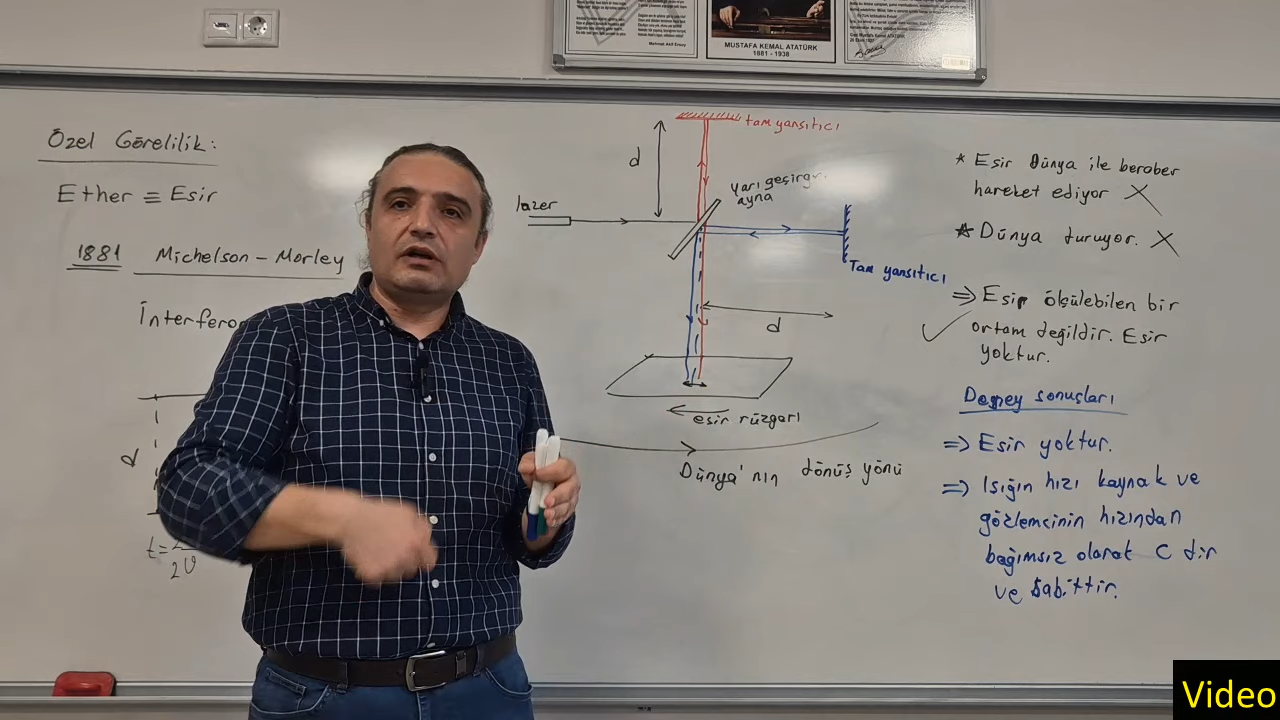 MUSTAFA KEMAL ATATÜRK
1881 - 1938
Mehmet Akif Ersoy
Özel Görelilik:
Ether ≡ Esir
1881 Michelson - Morley
İnterfero
d
t=
2v
lazer
d
tam yansıtıcı
Yarı geçirgen
ayna
Tam yansıtıcı
d
esir rüzgarı
Dünya'nın dönüş yönü
* Esir Dünya ile beraber
hareket ediyor X
* Dünya duruyor. X
⇒ Esir ölçülebilen bir
✓ ortam değildir. Esir
yoktur.
Deney sonuçları
⇒ Esir yoktur.
⇒ Işığın hızı kaynak ve
gözlemcinin hızından
bağımsız olarak C dir
ve sabittir.
Video